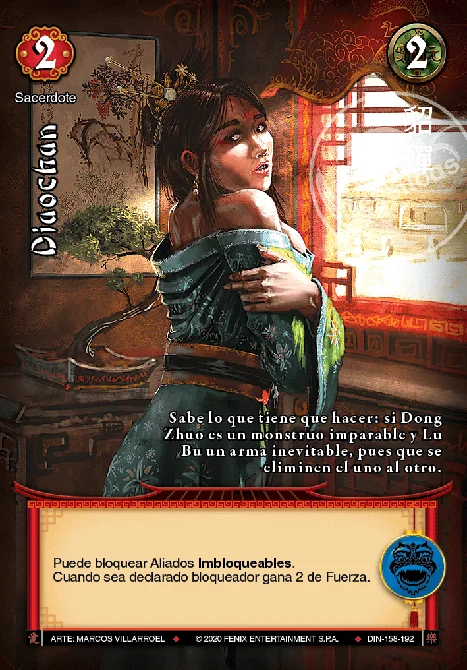 2
2
Sacerdote
Diaochan
Sabe lo que tiene que hacer: si Dong
Zhuo es un monstruo imparable y Lu
Bu un arma inevitable, pues que se
eliminen el uno al otro.
Puede bloquear Aliados Imbloqueables.
Cuando sea declarado bloqueador gana 2 de Fuerza.
ARTE: MARCOS VILLARROEL ◆ © 2020 FENIX ENTERTAINMENT S.P.A. ◆ DIN-158-192